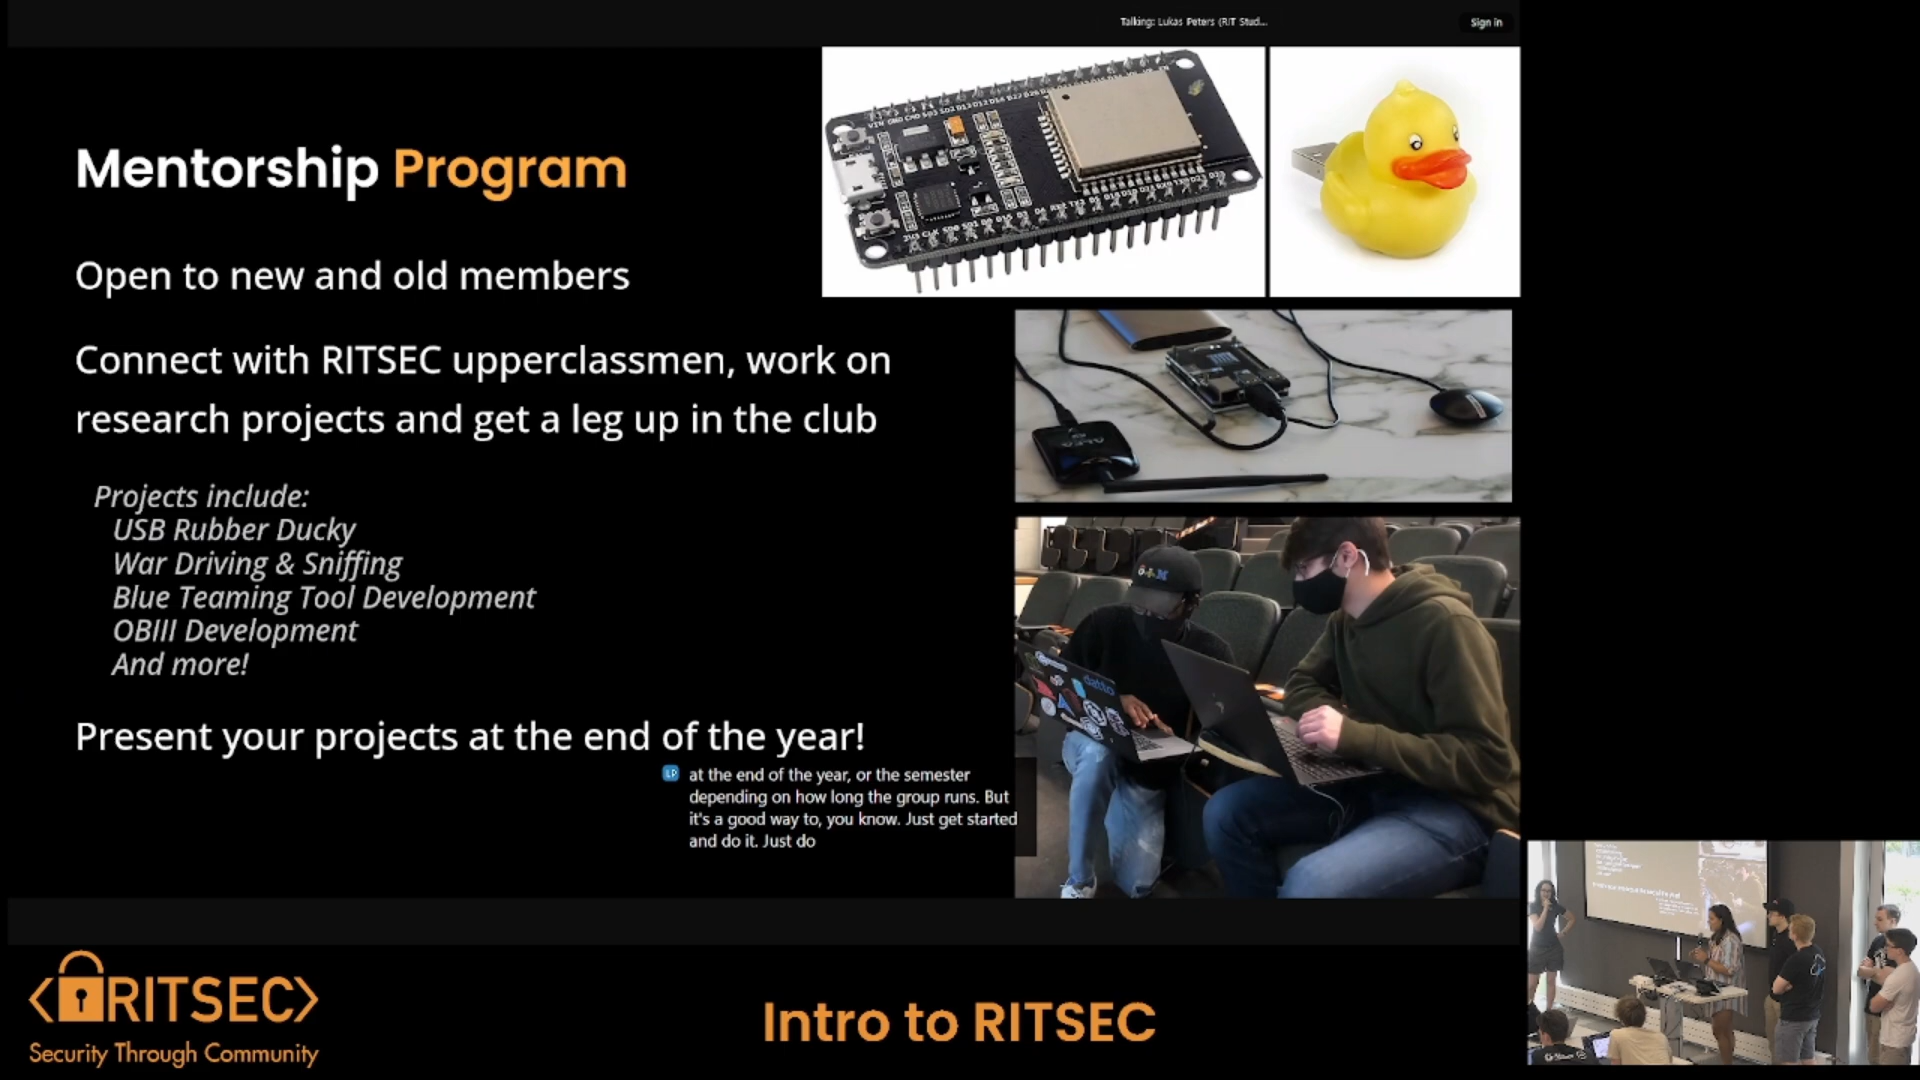 Talking: Lukas Peters (RIT Stud...
Sign in
Mentorship Program
Open to new and old members
Connect with RITSEC upperclassmen, work on
research projects and get a leg up in the club
Projects include:
USB Rubber Ducky
War Driving & Sniffing
Blue Teaming Tool Development
OBIII Development
And more!
Present your projects at the end of the year!
LP
at the end of the year, or the semester
depending on how long the group runs. But
it's a good way to, you know. Just get started
and do it. Just do
ALFA
datto
<RITSEC>
Security Through Community
Intro to RITSEC